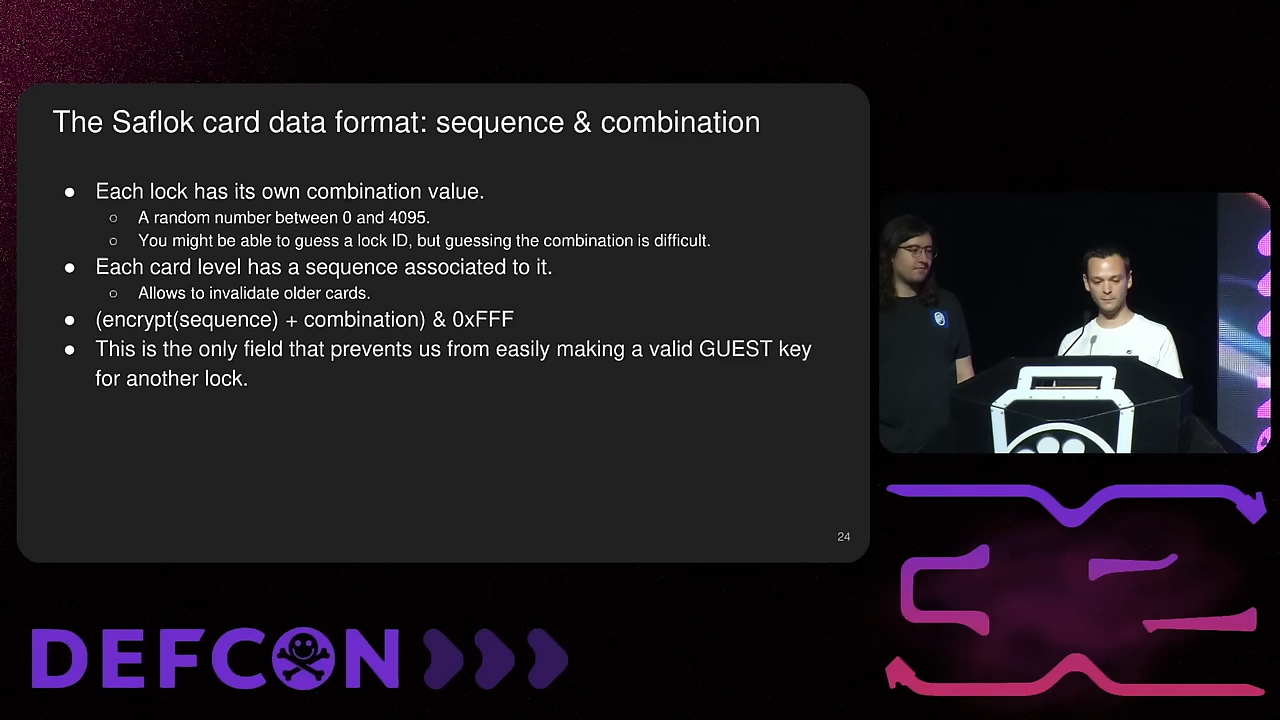 The Saflok card data format: sequence & combination
● Each lock has its own combination value.
○ A random number between 0 and 4095.
○ You might be able to guess a lock ID, but guessing the combination is difficult.
● Each card level has a sequence associated to it.
○ Allows to invalidate older cards.
● (encrypt(sequence) + combination) & 0xFFF
● This is the only field that prevents us from easily making a valid GUEST key
for another lock.
24
DEFCON